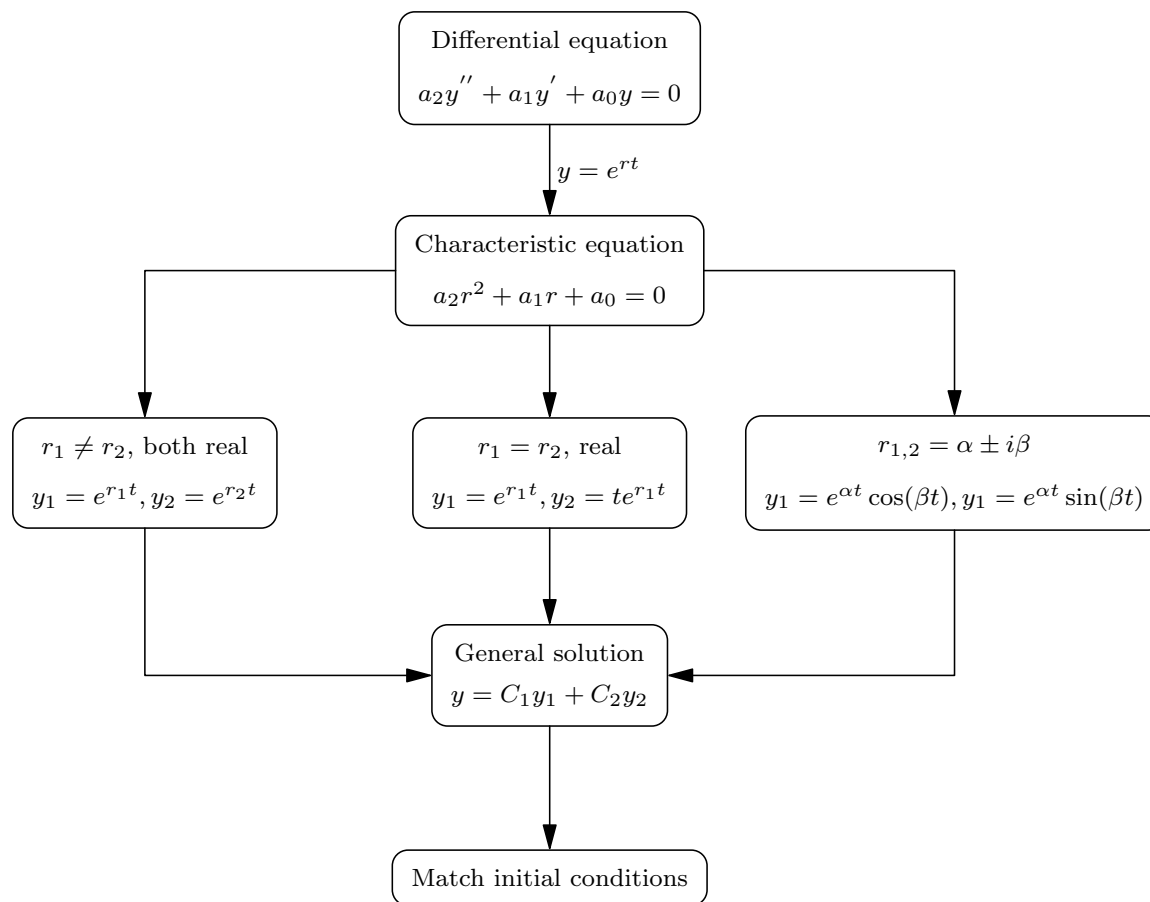 Differential equation
a₂y′′ + a₁y′ + a₀y = 0
y = e^{rt}
Characteristic equation
a₂r² + a₁r + a₀ = 0
r₁ ≠ r₂, both real
y₁ = e^{r₁t}, y₂ = e^{r₂t}
r₁ = r₂, real
y₁ = e^{r₁t}, y₂ = te^{r₁t}
r₁,₂ = α ± iβ
y₁ = e^{αt} cos(βt), y₁ = e^{αt} sin(βt)
General solution
y = C₁y₁ + C₂y₂
Match initial conditions